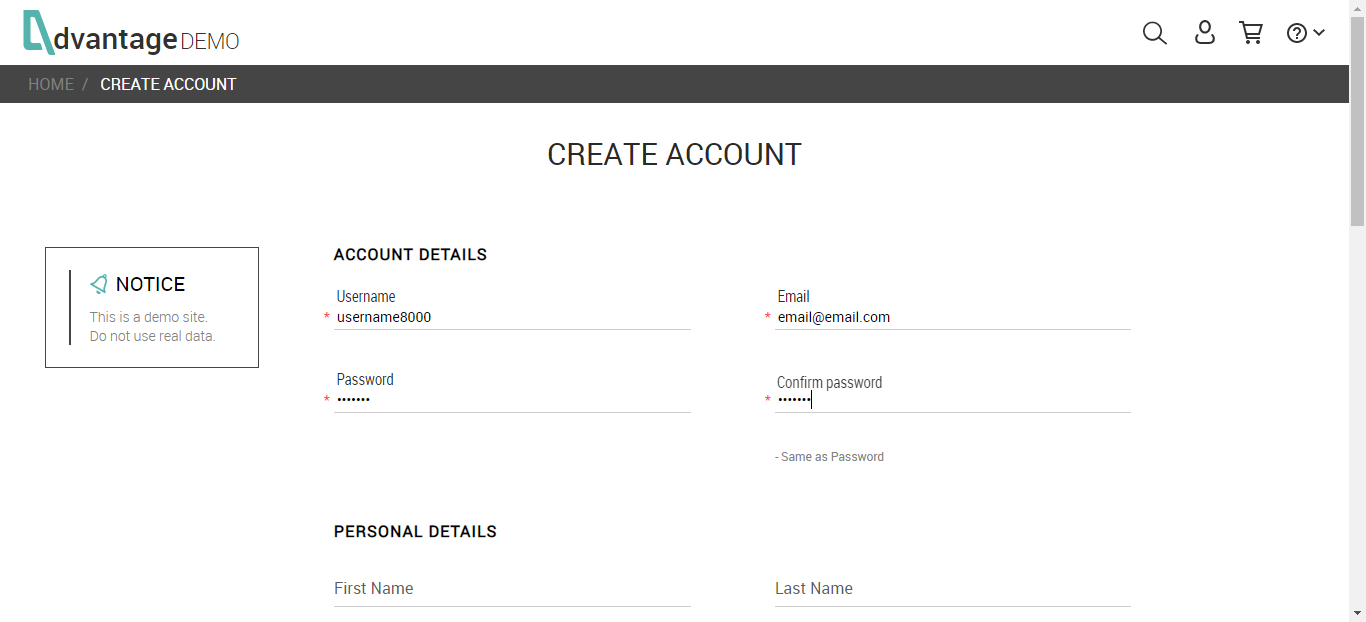 dvantage DEMO
HOME / CREATE ACCOUNT
CREATE ACCOUNT
NOTICE
This is a demo site.
Do not use real data.
ACCOUNT DETAILS
Username
* username8000
Email
* email@email.com
Password
* •••••••
Confirm password
* •••••••
- Same as Password
PERSONAL DETAILS
First Name
Last Name